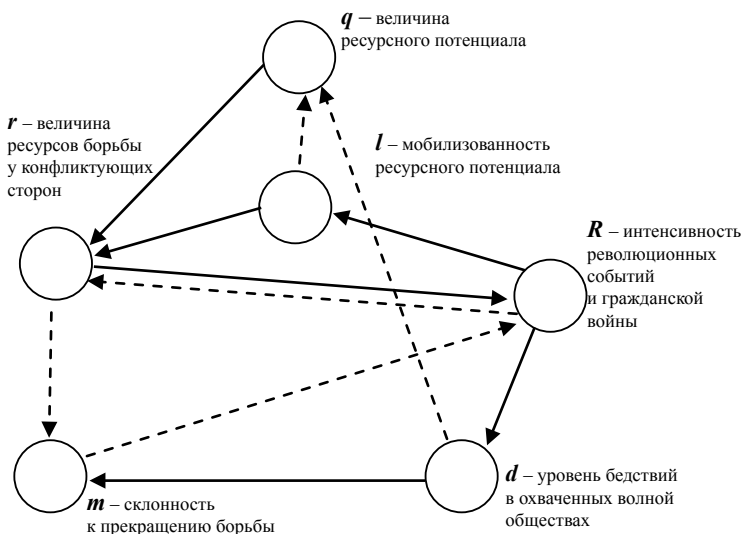 q – величина
ресурсного потенциала
r – величина
ресурсов борьбы
у конфликтующих
сторон
l – мобилизованность
ресурсного потенциала
R – интенсивность
революционных
событий
и гражданской
войны
d – уровень бедствий
в охваченных волной
обществах
m – склонность
к прекращению борьбы